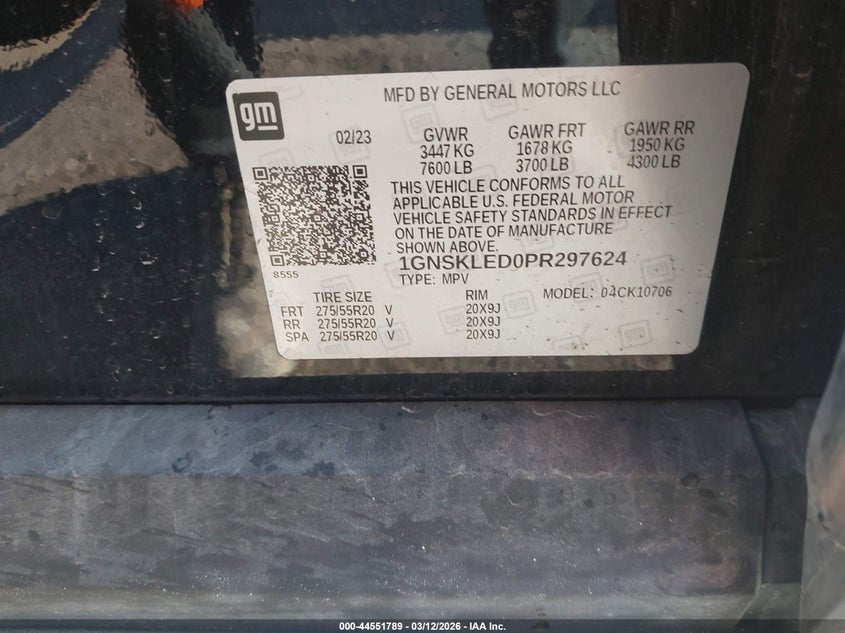 MFD BY GENERAL MOTORS LLC
gm
02/23 GVWR GAWR FRT GAWR RR
3447 KG 1678 KG 1950 KG
7600 LB 3700 LB 4300 LB
THIS VEHICLE CONFORMS TO ALL
APPLICABLE U.S. FEDERAL MOTOR
VEHICLE SAFETY STANDARDS IN EFFECT
ON THE DATE OF MANUFACTURE
SHOWN ABOVE.
8555
1GNSKLED0PR297624
TYPE: MPV MODEL: 04CK10706
TIRE SIZE RIM
FRT 275/55R20 V 20X9J
RR 275/55R20 V 20X9J
SPA 275/55R20 V 20X9J
000-44551789 - 03/12/2026 - IAA Inc.